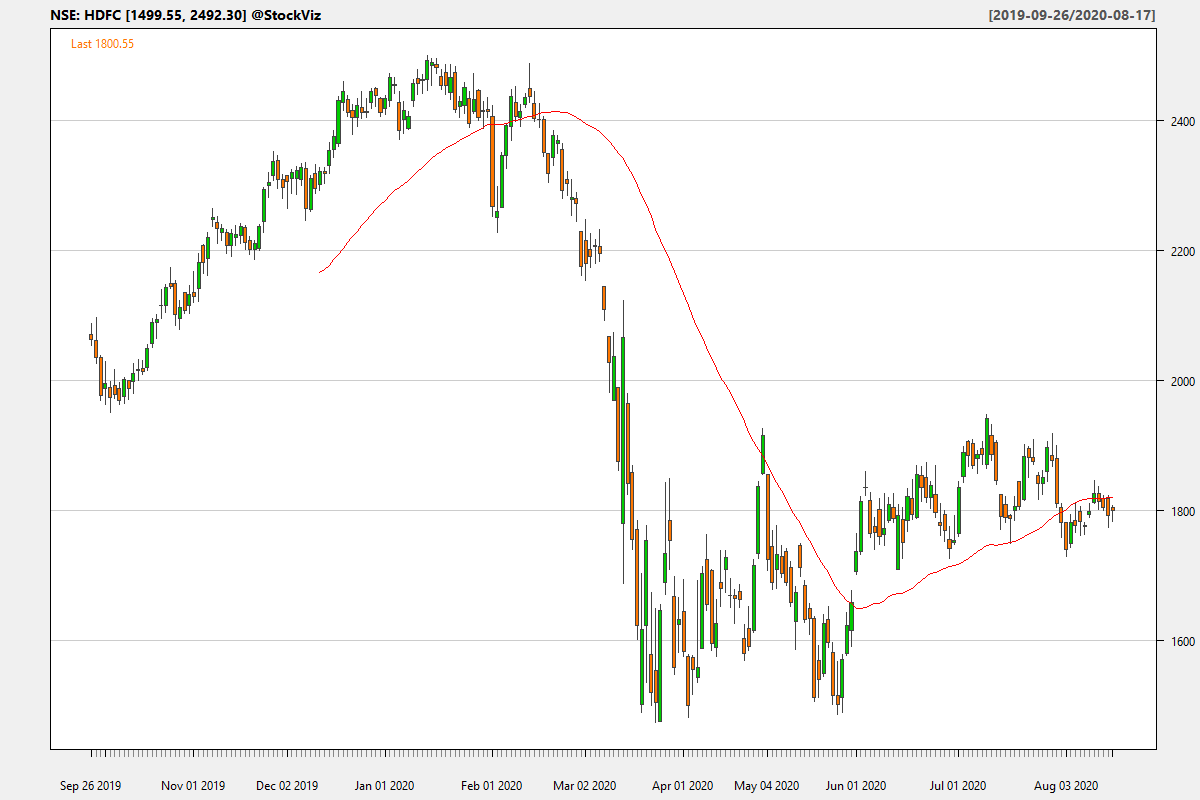 NSE: HDFC [1499.55, 2492.30] @StockViz
[2019-09-26/2020-08-17]
Last 1800.55
2400
2200
2000
1800
1600
Sep 26 2019 Nov 01 2019 Dec 02 2019 Jan 01 2020 Feb 01 2020 Mar 02 2020 Apr 01 2020 May 04 2020 Jun 01 2020 Jul 01 2020 Aug 03 2020